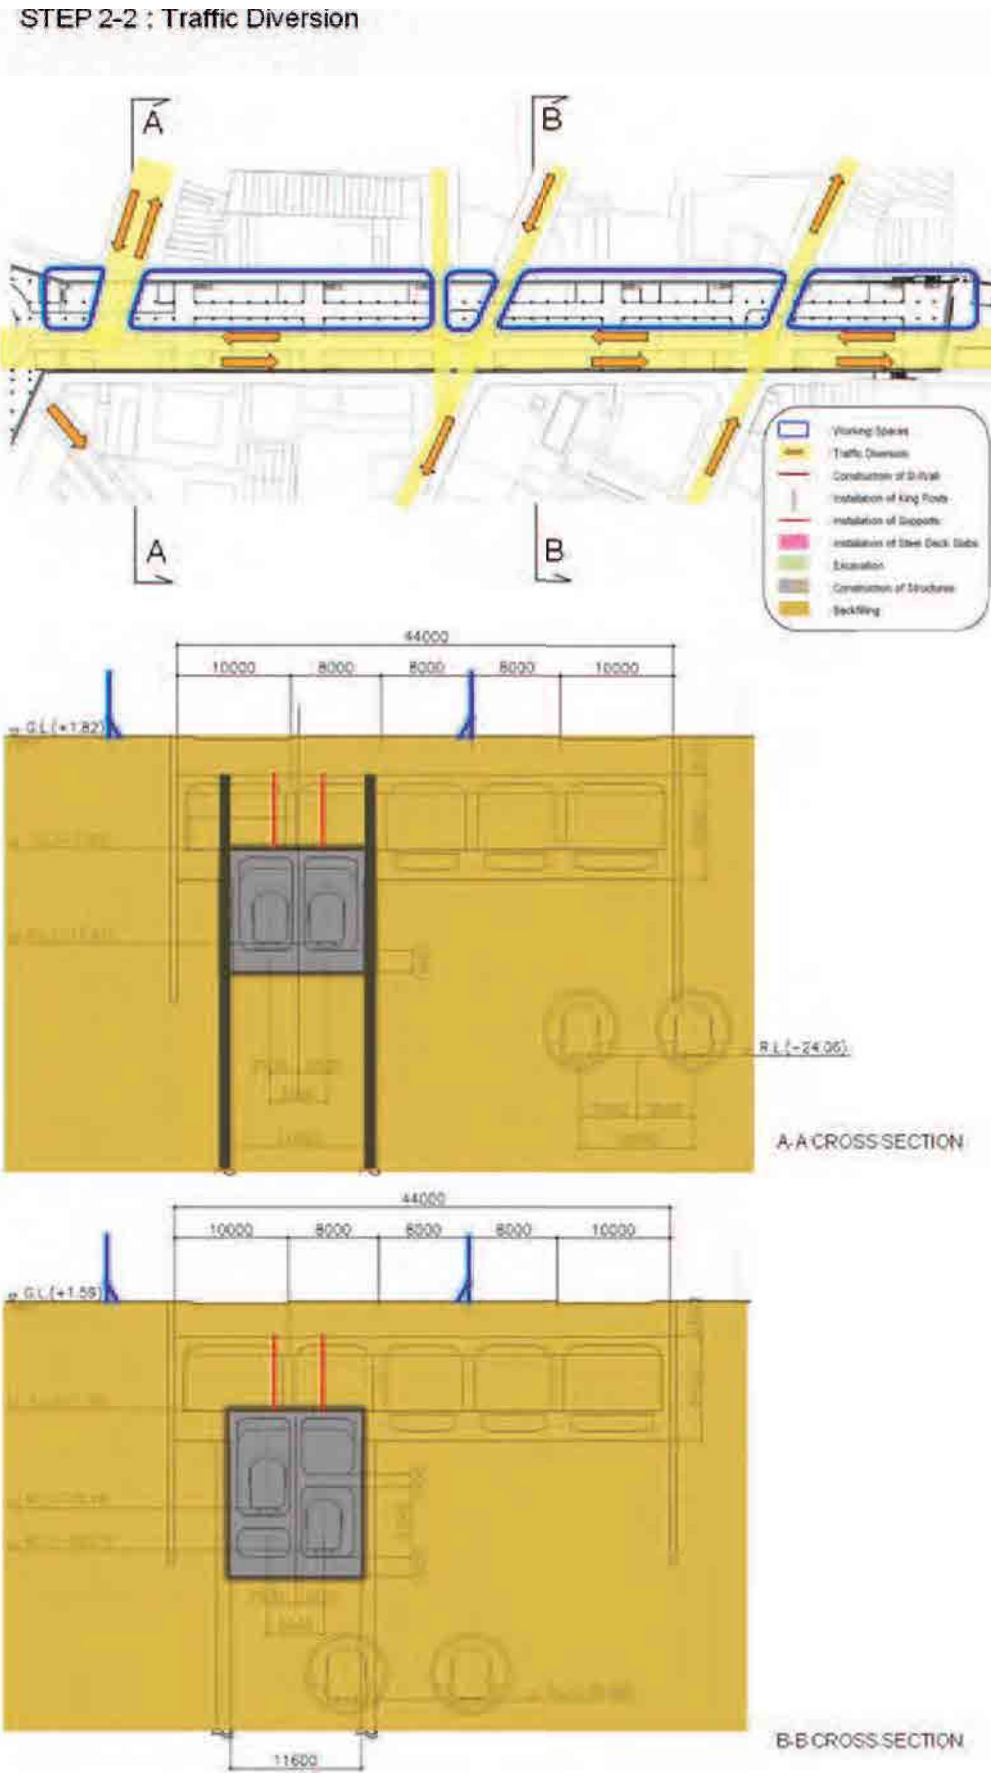 STEP 2-2 : Traffic Diversion
A
B
Working Spaces
Traffic Diversion
Construction of D-Wall
Installation of King Posts
Installation of Supports
Installation of Steel Deck Slabs
Excavation
Construction of Structures
Backfilling
A
B
44000
10000 8000 8000 8000 10000
G.L.(+1.82)
R.L.(-24.06)
A-A CROSS SECTION
44000
10000 8000 8000 8000 10000
G.L.(+1.59)
B-B CROSS SECTION
11600